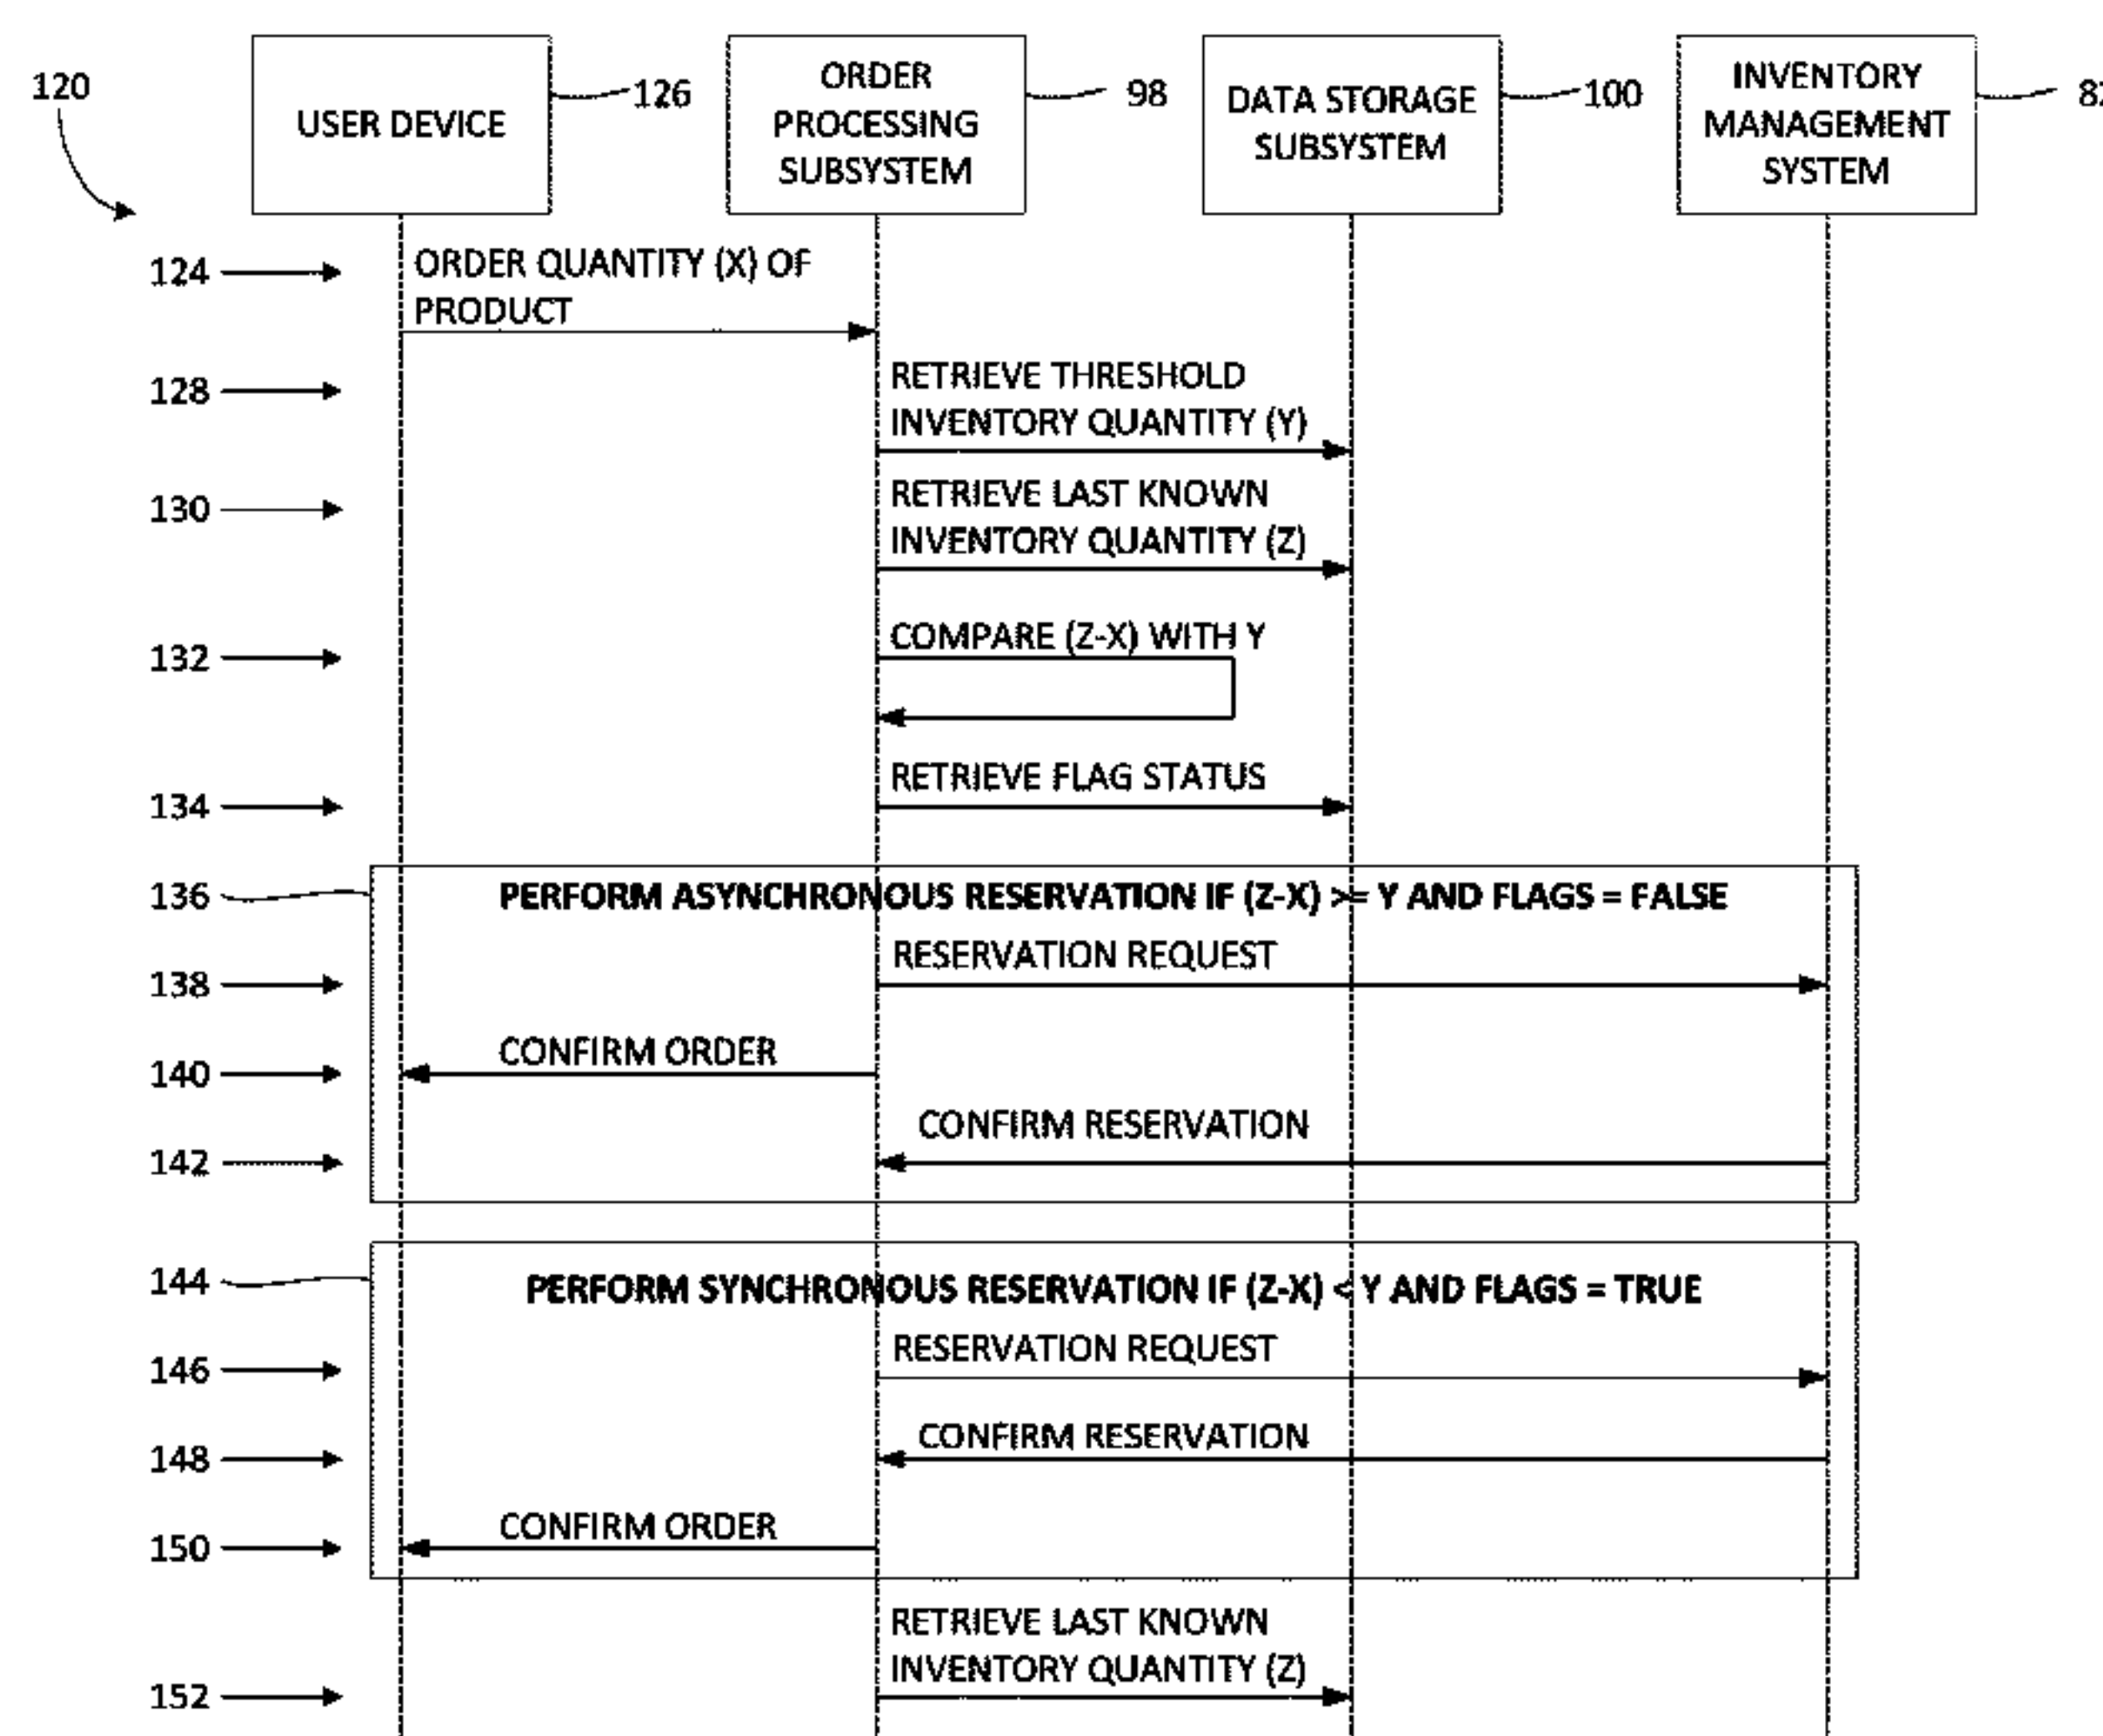 120
USER DEVICE
126
ORDER
PROCESSING
SUBSYSTEM
98
DATA STORAGE
SUBSYSTEM
100
INVENTORY
MANAGEMENT
SYSTEM
124
ORDER QUANTITY (X) OF
PRODUCT
128
RETRIEVE THRESHOLD
INVENTORY QUANTITY (Y)
130
RETRIEVE LAST KNOWN
INVENTORY QUANTITY (Z)
132
COMPARE (Z-X) WITH Y
134
RETRIEVE FLAG STATUS
136
PERFORM ASYNCHRONOUS RESERVATION IF (Z-X) >= Y AND FLAGS = FALSE
138
RESERVATION REQUEST
140
CONFIRM ORDER
142
CONFIRM RESERVATION
144
PERFORM SYNCHRONOUS RESERVATION IF (Z-X) < Y AND FLAGS = TRUE
146
RESERVATION REQUEST
148
CONFIRM RESERVATION
150
CONFIRM ORDER
152
RETRIEVE LAST KNOWN
INVENTORY QUANTITY (Z)